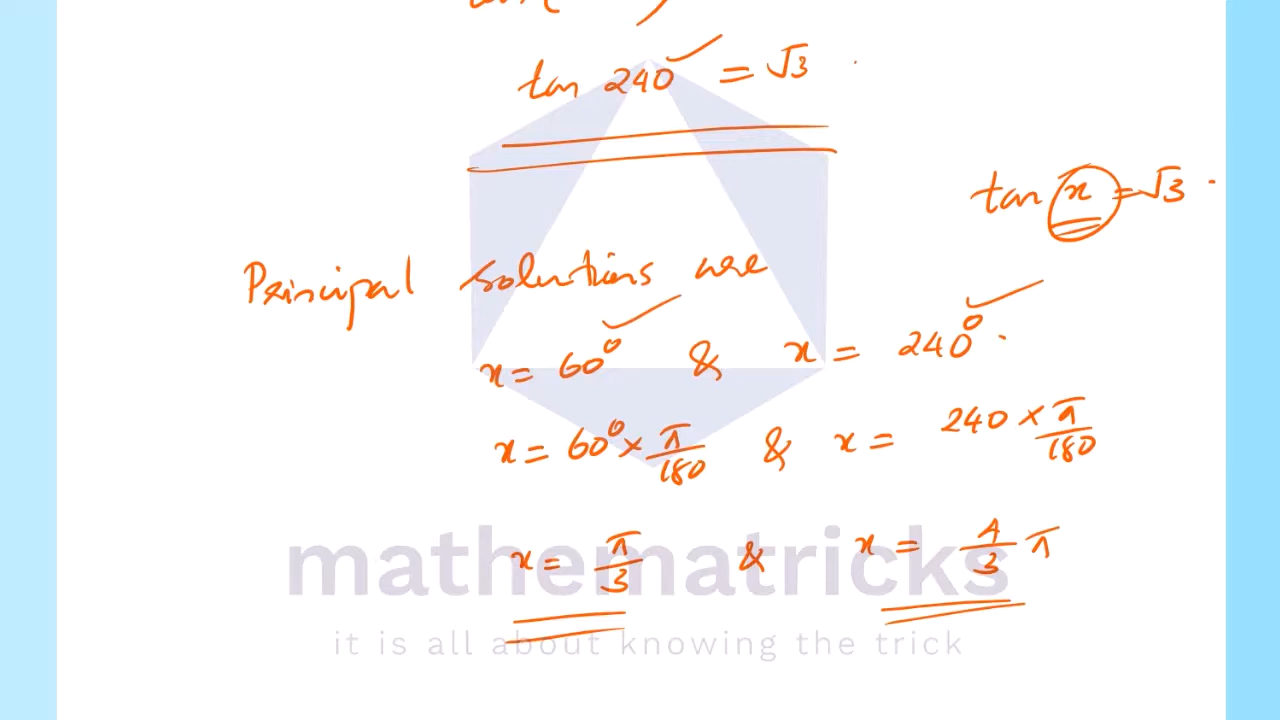 tan 240° = √3
tan x = √3
Principal solutions are
x = 60° & x = 240°
x = 60° × π/180 & x = 240 × π/180
x = π/3 & x = 4/3 π
mathematricks
it is all about knowing the trick